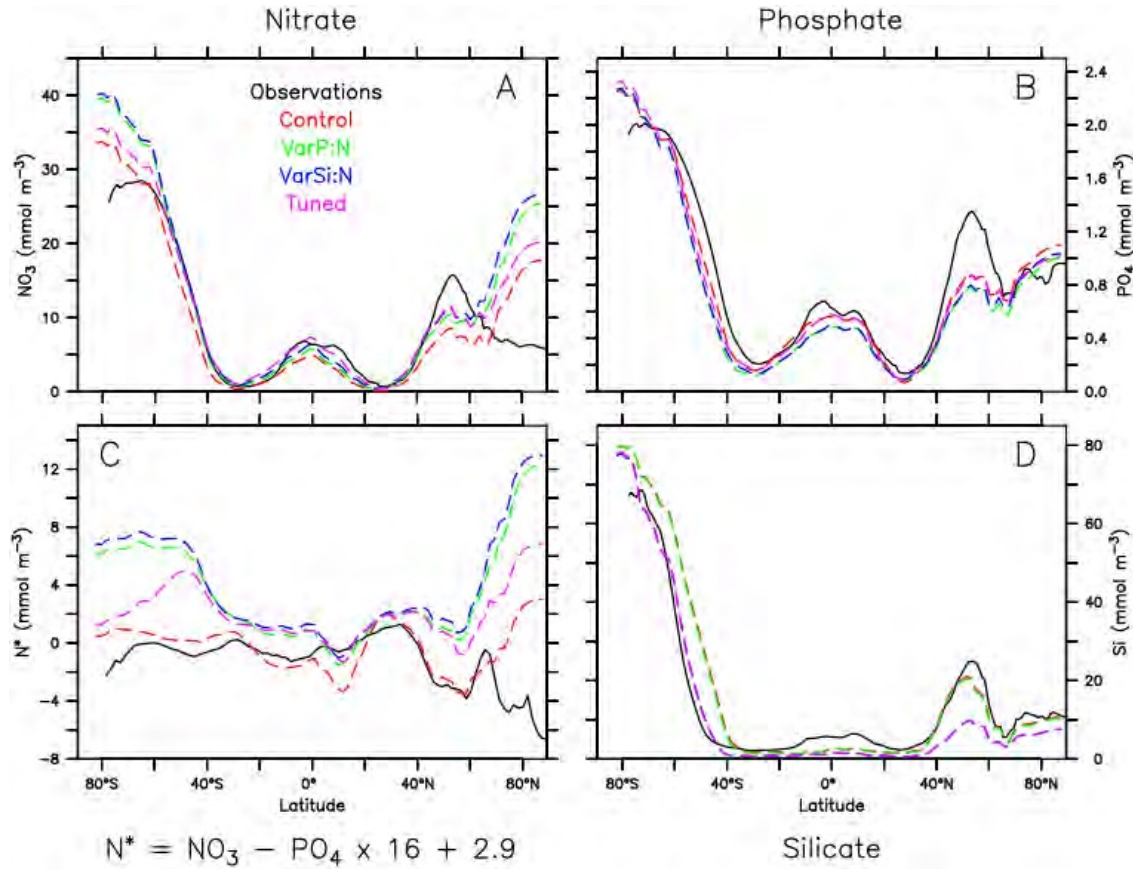 Nitrate
Phosphate
A
Observations
Control
VarP:N
VarSi:N
Tuned
NO₃ (mmol m⁻³)
40
30
20
10
0
B
2.4
2.0
1.6
1.2
0.8
0.4
0.0
PO₄ (mmol m⁻³)
C
N* (mmol m⁻³)
12
8
4
0
−4
−8
80°S 40°S 0° 40°N 80°N
Latitude
D
80
60
40
20
0
Si (mmol m⁻³)
80°S 40°S 0° 40°N 80°N
Latitude
N* = NO₃ − PO₄ x 16 + 2.9
Silicate